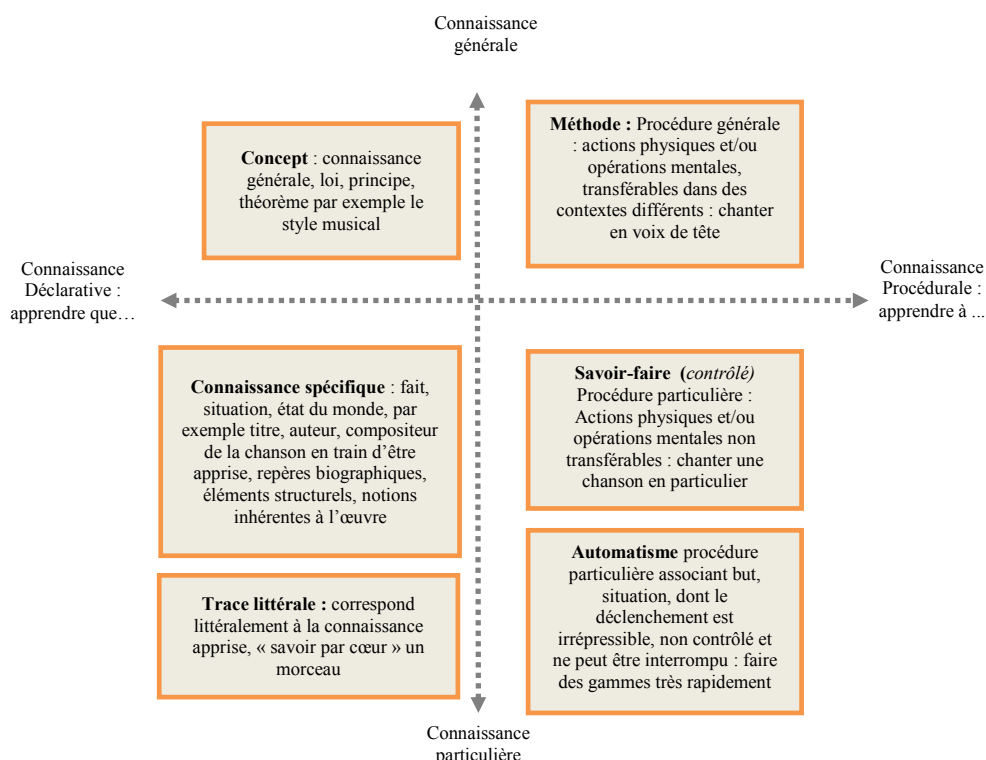 Connaissance
générale
Concept : connaissance
générale, loi, principe,
théorème par exemple le
style musical
Méthode : Procédure générale
: actions physiques et/ou
opérations mentales,
transférables dans des
contextes différents : chanter
en voix de tête
Connaissance
Déclarative :
apprendre que…
Connaissance
Procédurale :
apprendre à ...
Connaissance spécifique : fait,
situation, état du monde, par
exemple titre, auteur, compositeur
de la chanson en train d’être
apprise, repères biographiques,
éléments structurels, notions
inhérentes à l’œuvre
Savoir-faire (contrôlé)
Procédure particulière :
Actions physiques et/ou
opérations mentales non
transférables : chanter une
chanson en particulier
Trace littérale : correspond
littéralement à la connaissance
apprise, « savoir par cœur » un
morceau
Automatisme procédure
particulière associant but,
situation, dont le
déclenchement est
irrépressible, non contrôlé et
ne peut être interrompu : faire
des gammes très rapidement
Connaissance
particulière